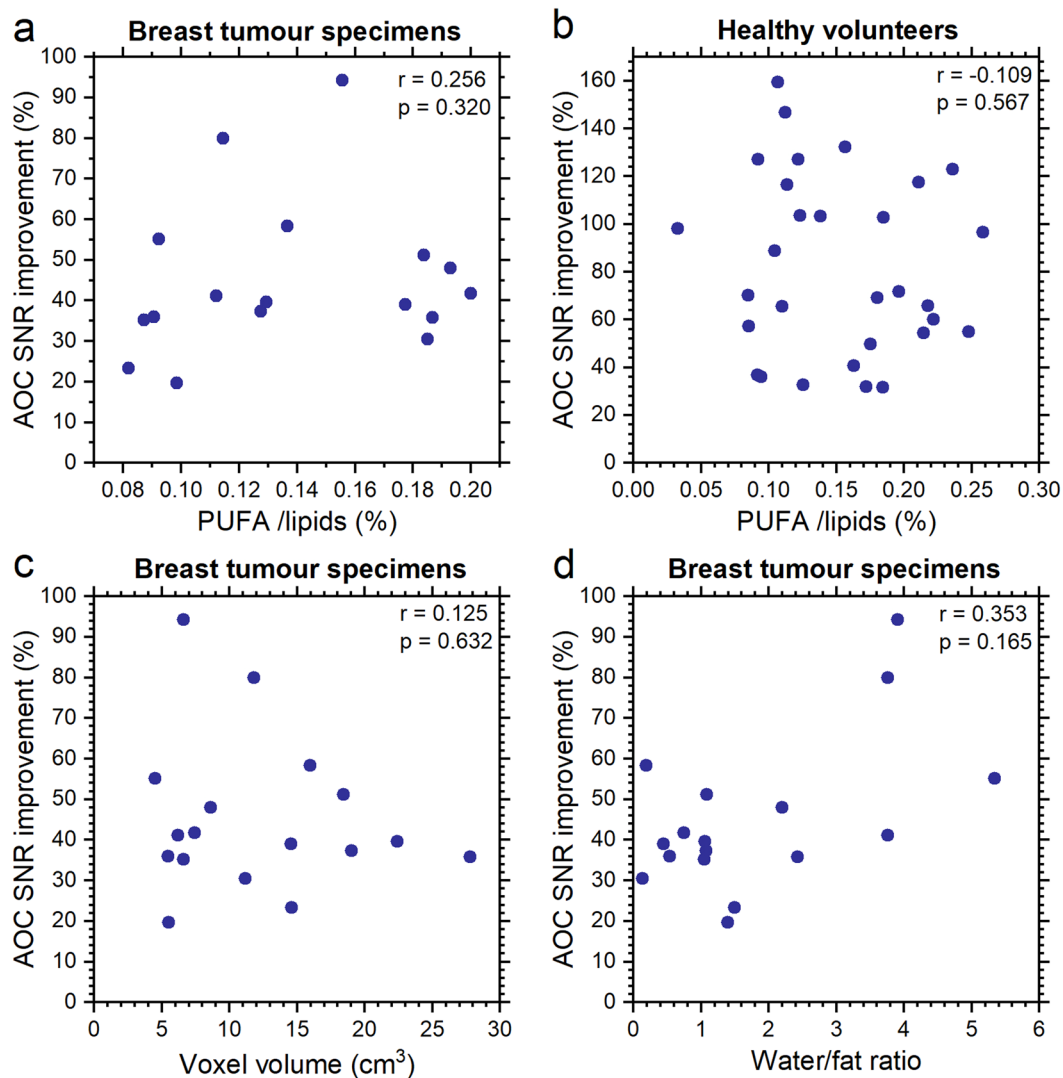 a
Breast tumour specimens
r = 0.256
p = 0.320
AOC SNR improvement (%)
100
90
80
70
60
50
40
30
20
10
0
0.08 0.10 0.12 0.14 0.16 0.18 0.20
PUFA /lipids (%)
b
Healthy volunteers
r = -0.109
p = 0.567
AOC SNR improvement (%)
160
140
120
100
80
60
40
20
0
0.00 0.05 0.10 0.15 0.20 0.25 0.30
PUFA /lipids (%)
c
Breast tumour specimens
r = 0.125
p = 0.632
AOC SNR improvement (%)
100
90
80
70
60
50
40
30
20
10
0
0 5 10 15 20 25 30
Voxel volume (cm³)
d
Breast tumour specimens
r = 0.353
p = 0.165
AOC SNR improvement (%)
100
90
80
70
60
50
40
30
20
10
0
0 1 2 3 4 5 6
Water/fat ratio